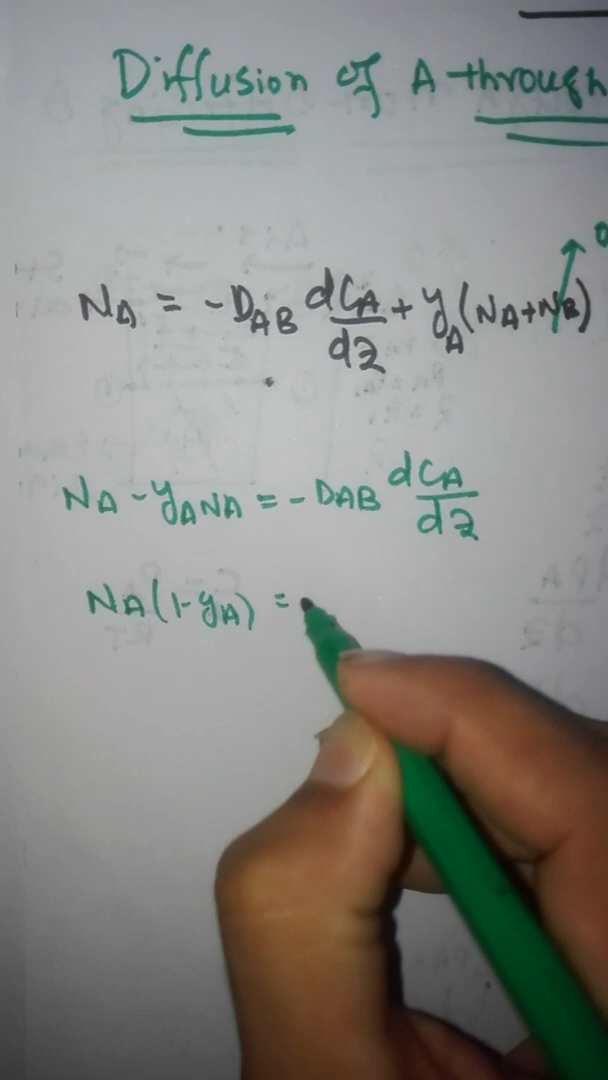 Diffusion of A through
0
NA = -DAB dCA/dz + yA(NA+NB)
NA - yANA = -DAB dCA/dz
NA(1-yA) =